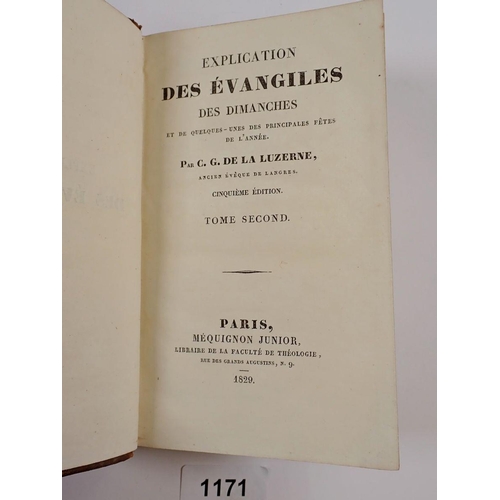 EXPLICATION
DES ÉVANGILES
DES DIMANCHES
ET DE QUELQUES-UNES DES PRINCIPALES FÊTES
DE L'ANNÉE.
PAR C. G. DE LA LUZERNE,
ANCIEN ÉVÊQUE DE LANGRES.
CINQUIÈME ÉDITION.
TOME SECOND.
PARIS,
MÉQUIGNON JUNIOR,
LIBRAIRE DE LA FACULTÉ DE THÉOLOGIE,
RUE DES GRANDS AUGUSTINS, N. 9.
1829.
1171